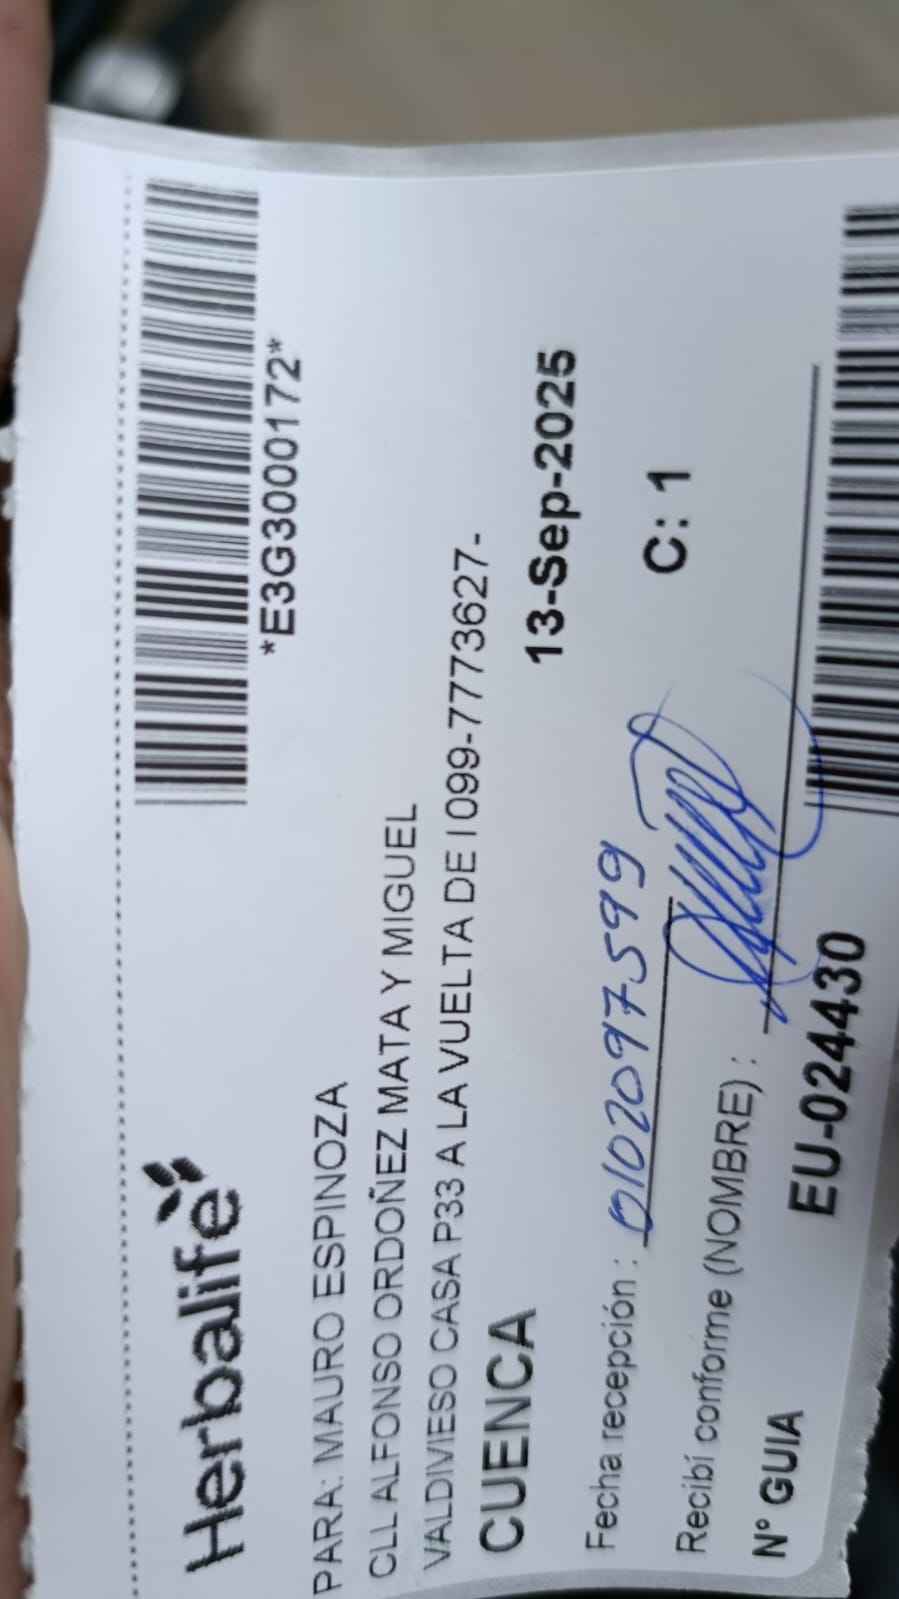 Herbalife
*E3G3000172*
PARA: MAURO ESPINOZA
CLL ALFONSO ORDOÑEZ MATA Y MIGUEL
VALDIVIESO CASA P33 A LA VUELTA DE I 099-7773627-
CUENCA 13-Sep-2025
Fecha recepción : 0102097599
Recibí conforme (NOMBRE) : C: 1
N° GUIA EU-024430